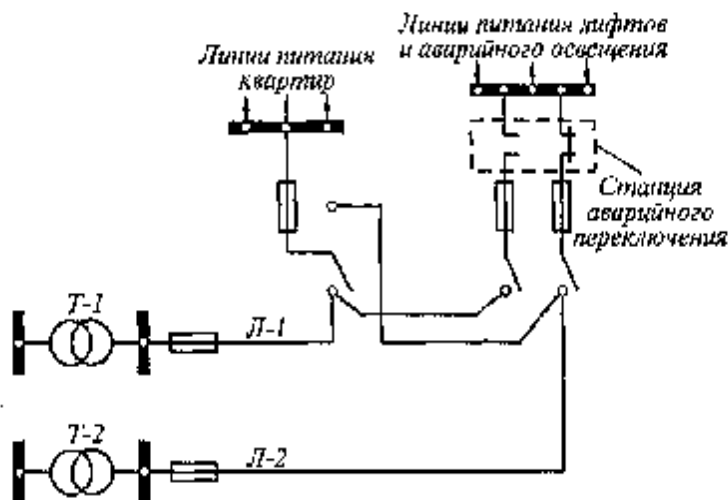 Линии питания
квартир
Линии питания лифтов
и аварийного освещения
Станция
аварийного
переключения
Т-1
Л-1
Т-2
Л-2